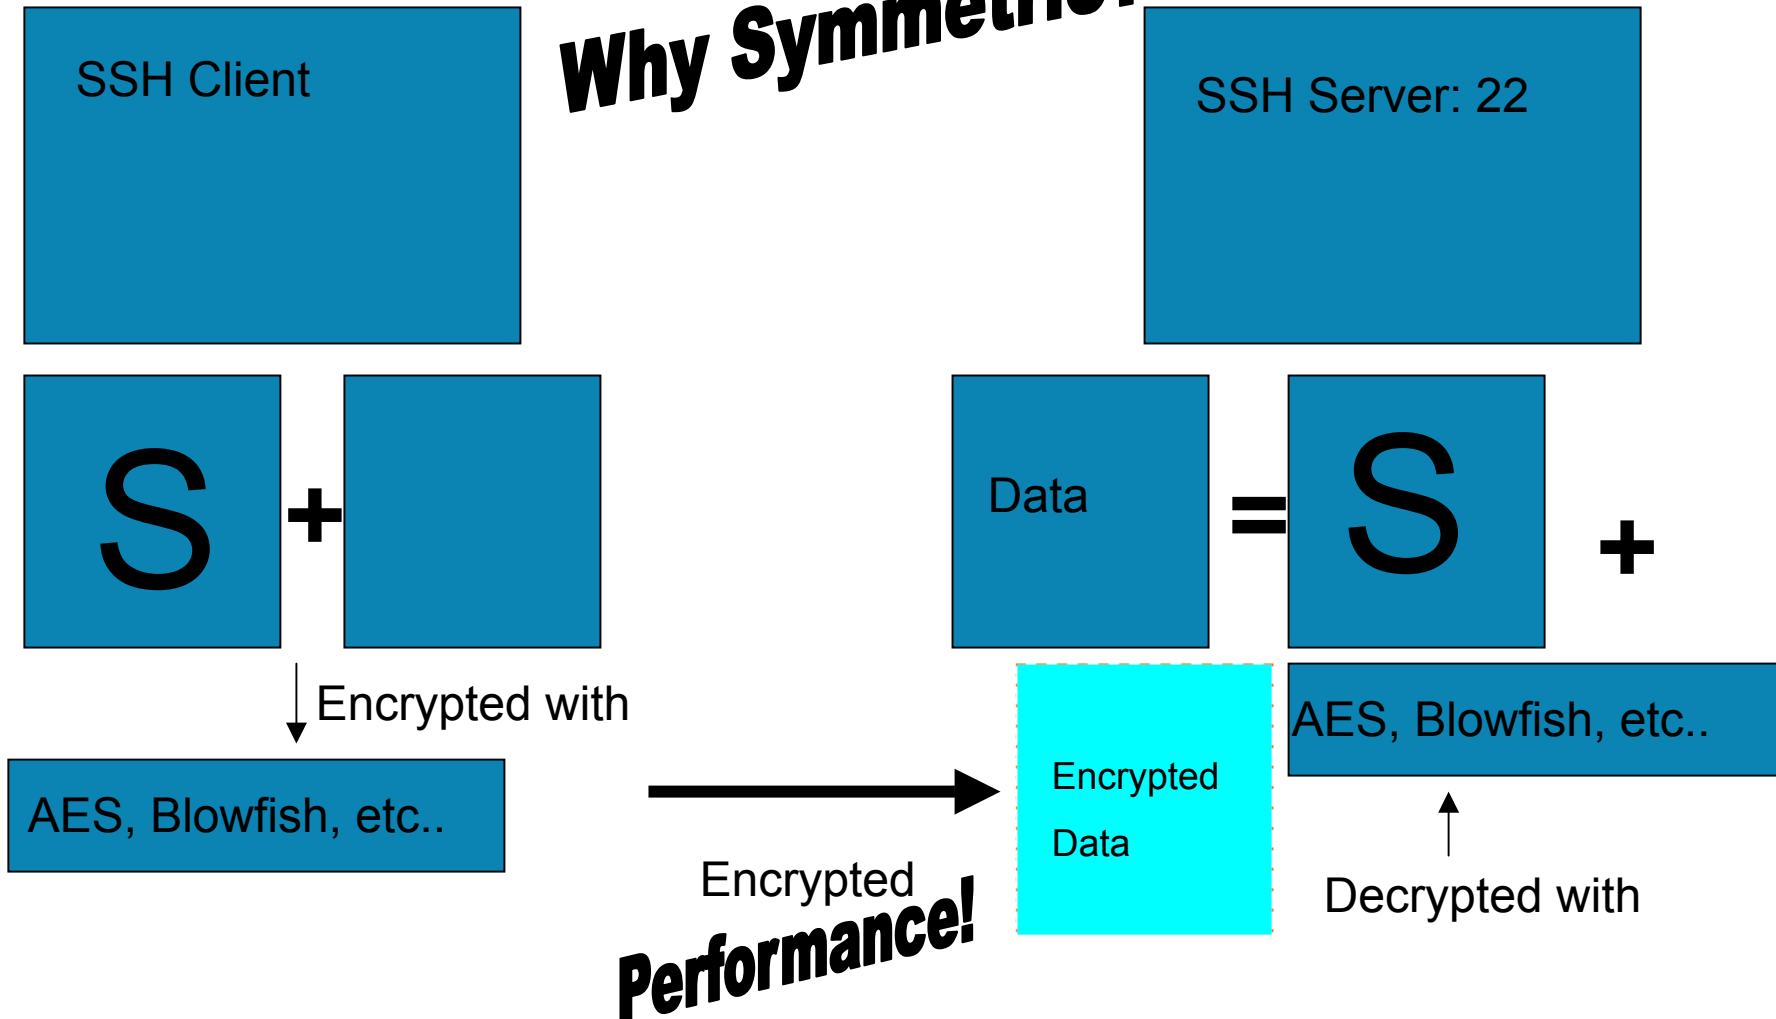 Why Symmetric?
SSH Client
SSH Server: 22
S
+
Data
=
S
+
Encrypted with
AES, Blowfish, etc..
AES, Blowfish, etc..
Encrypted
Data
Encrypted
Decrypted with
Performance!